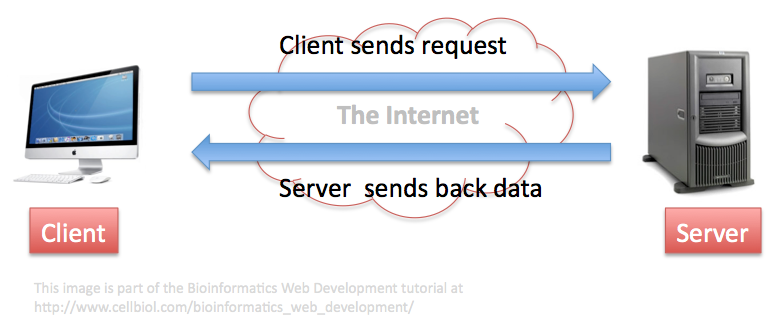 Client sends request
The Internet
Server sends back data
Client
Server
This image is part of the Bioinformatics Web Development tutorial at
http://www.cellbiol.com/bioinformatics_web_development/